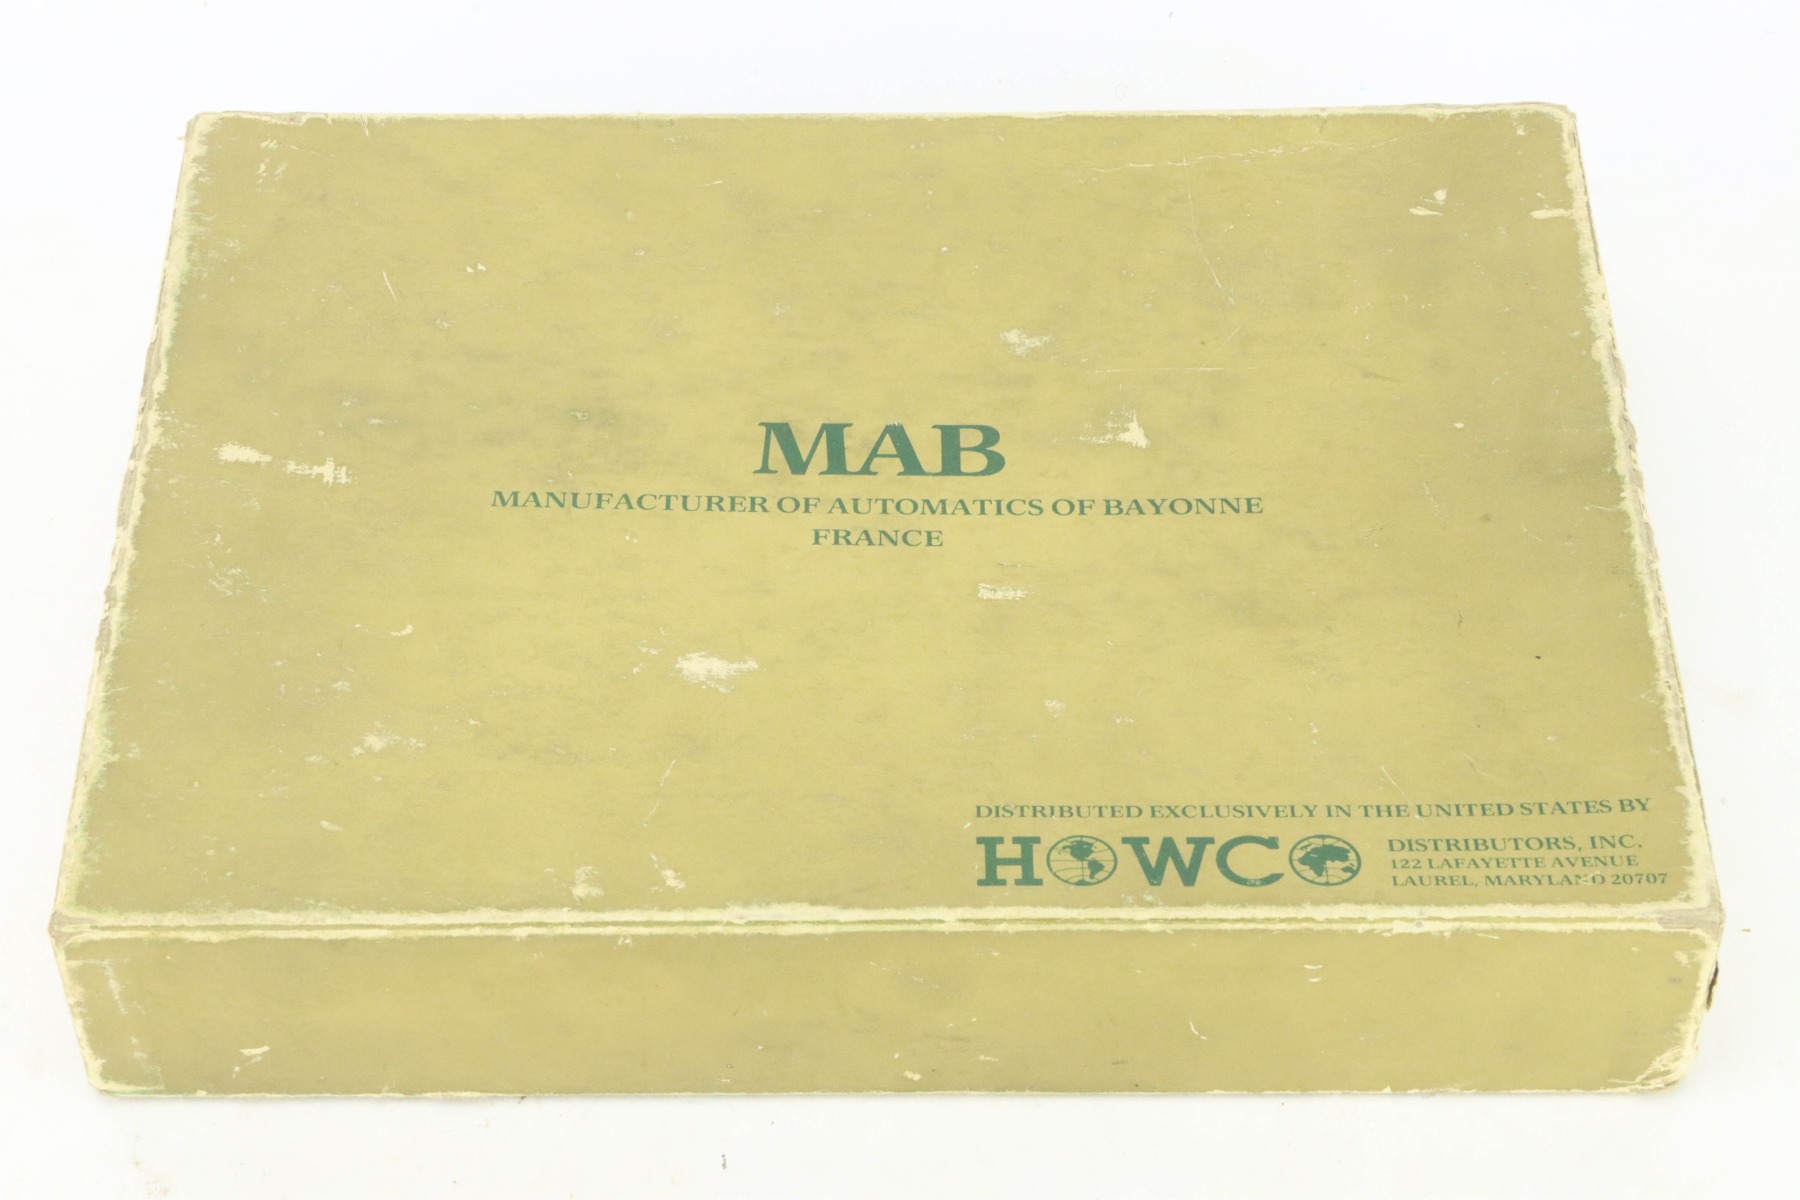 MAB
MANUFACTURER OF AUTOMATICS OF BAYONNE
FRANCE
DISTRIBUTED EXCLUSIVELY IN THE UNITED STATES BY
HOWCO
DISTRIBUTORS, INC.
122 LAFAYETTE AVENUE
LAUREL, MARYLAND 20707